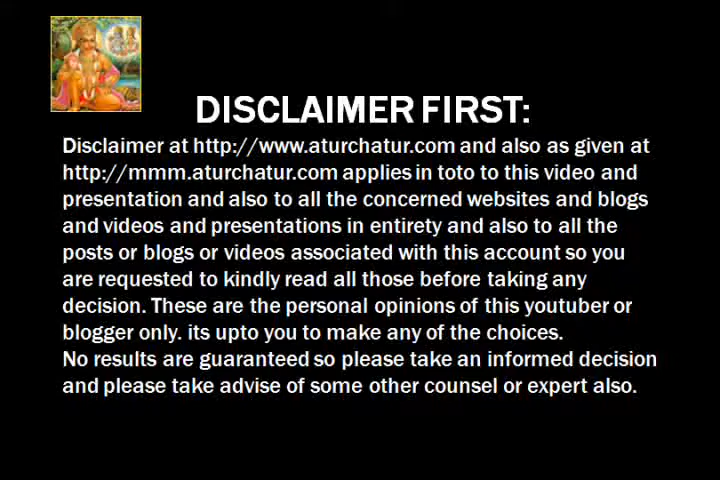 DISCLAIMER FIRST:
Disclaimer at http://www.aturchatur.com and also as given at
http://mmm.aturchatur.com applies in toto to this video and
presentation and also to all the concerned websites and blogs
and videos and presentations in entirety and also to all the
posts or blogs or videos associated with this account so you
are requested to kindly read all those before taking any
decision. These are the personal opinions of this youtuber or
blogger only. its upto you to make any of the choices.
No results are guaranteed so please take an informed decision
and please take advise of some other counsel or expert also.